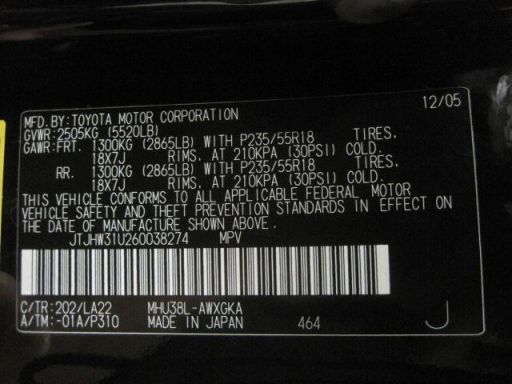 MFD. BY: TOYOTA MOTOR CORPORATION 12/05
GVWR: 2505KG (5520LB)
GAWR: FRT. 1300KG (2865LB) WITH P235/55R18 TIRES,
18X7J RIMS, AT 210KPA (30PSI) COLD.
RR. 1300KG (2865LB) WITH P235/55R18 TIRES,
18X7J RIMS, AT 210KPA (30PSI) COLD.
THIS VEHICLE CONFORMS TO ALL APPLICABLE FEDERAL MOTOR
VEHICLE SAFETY AND THEFT PREVENTION STANDARDS IN EFFECT ON
THE DATE OF MANUFACTURE SHOWN ABOVE.
JTJHW31U260038274 MPV
C/TR: 202/LA22 MHU38L-AWXGKA
A/TM: -01A/P310 MADE IN JAPAN 464 J